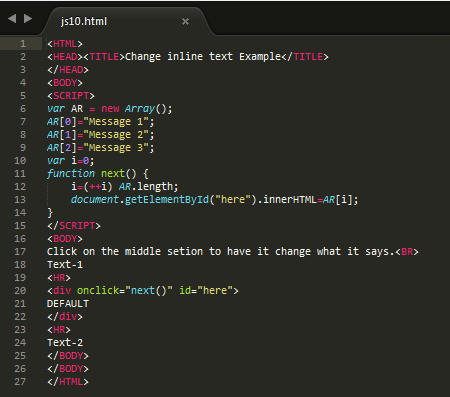 js10.html
1 <HTML>
2 <HEAD><TITLE>Change inline text Example</TITLE>
3 </HEAD>
4 <BODY>
5 <SCRIPT>
6 var AR = new Array();
7 AR[0]="Message 1";
8 AR[1]="Message 2";
9 AR[2]="Message 3";
10 var i=0;
11 function next() {
12 i=(++i) AR.length;
13 document.getElementById("here").innerHTML=AR[i];
14 }
15 </SCRIPT>
16 <BODY>
17 Click on the middle setion to have it change what it says.<BR>
18 Text-1
19 <HR>
20 <div onclick="next()" id="here">
21 DEFAULT
22 </div>
23 <HR>
24 Text-2
25 </BODY>
26 </BODY>
27 </HTML>